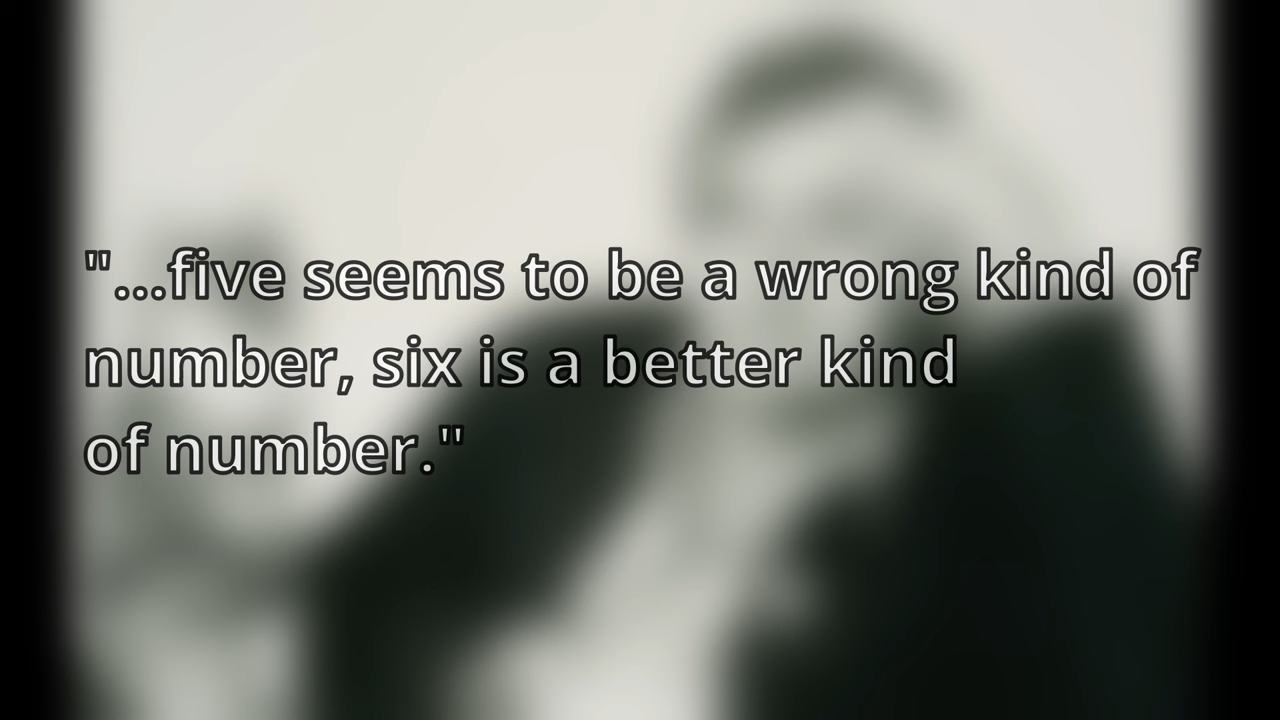 "...five seems to be a wrong kind of
number, six is a better kind
of number."